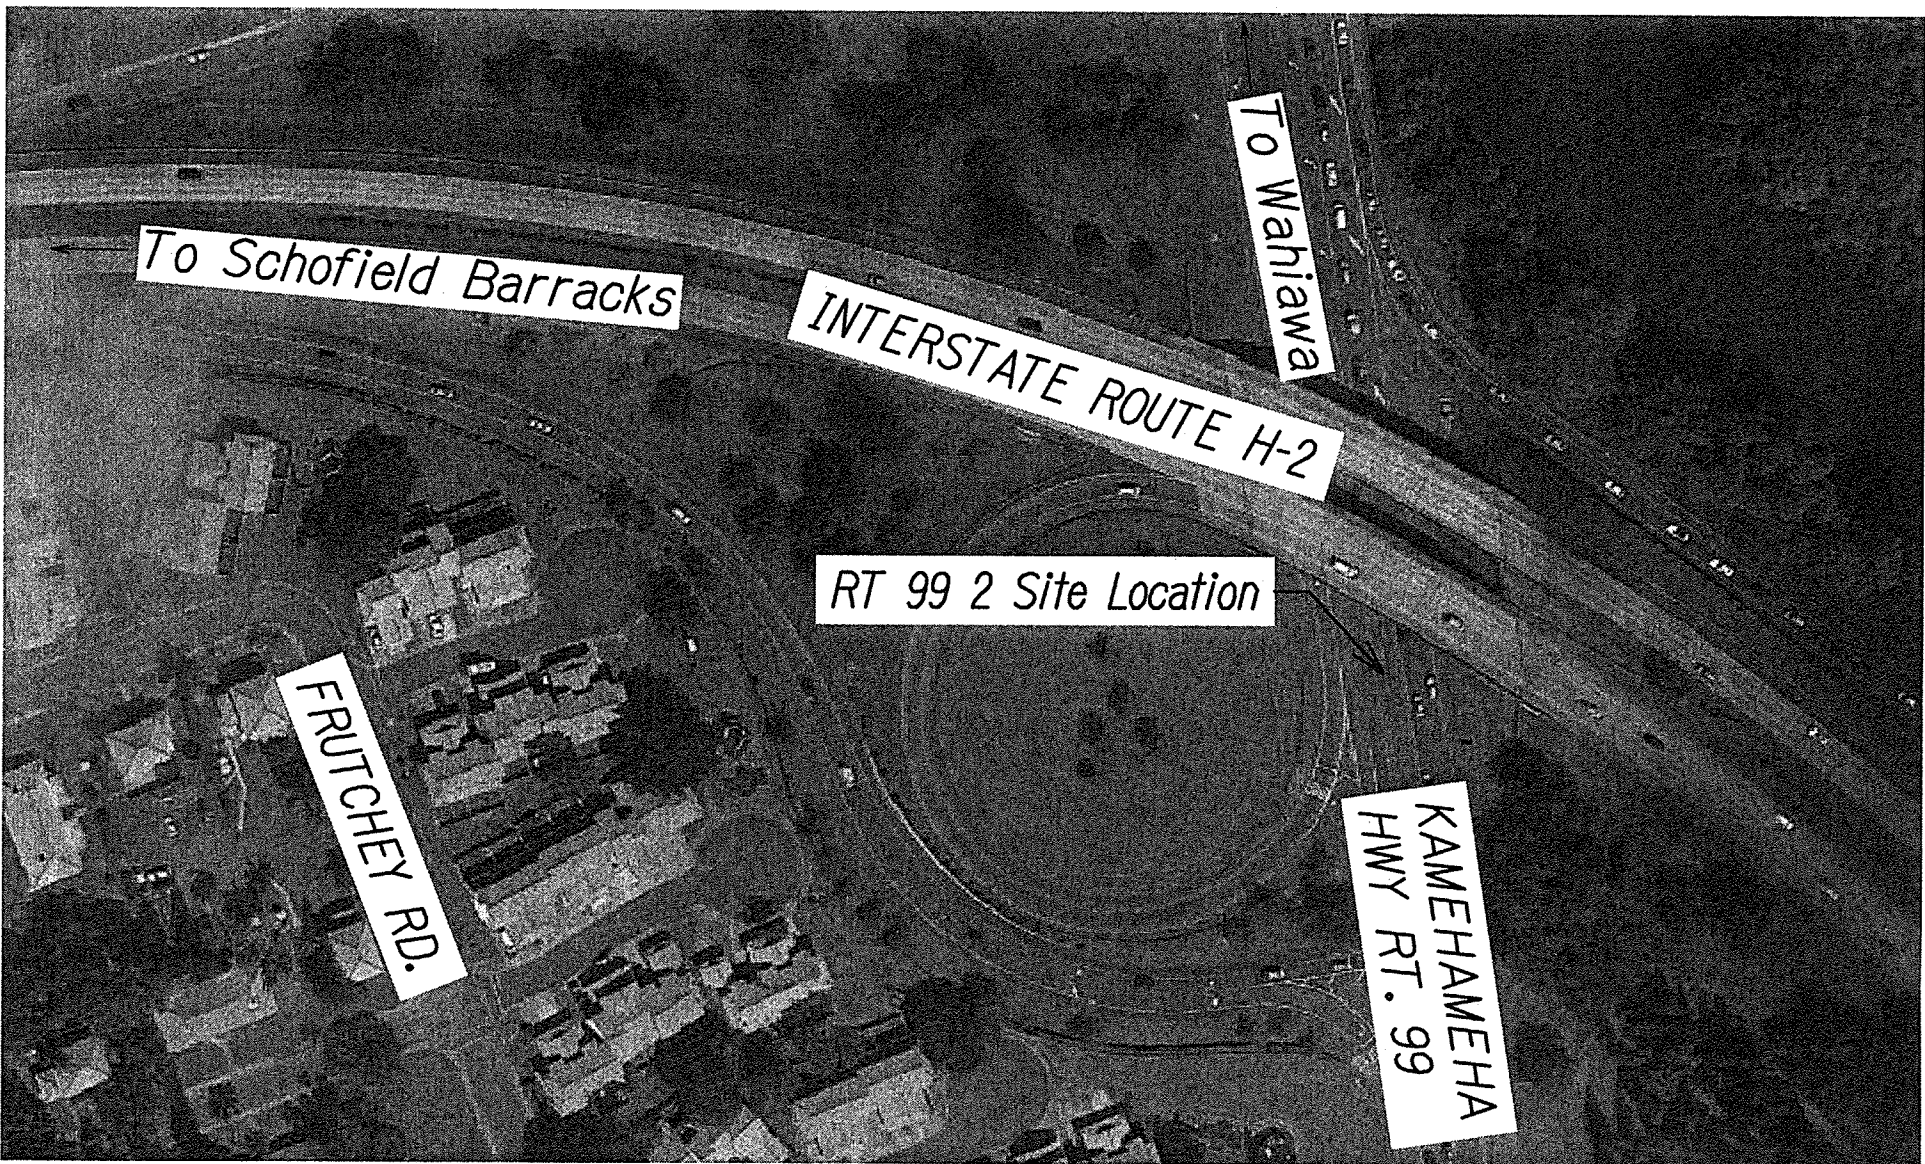 To Wahiawa
To Schofield Barracks
INTERSTATE ROUTE H-2
RT 99 2 Site Location
FRUTCHEY RD.
KAMEHAMEHA
HWY RT. 99